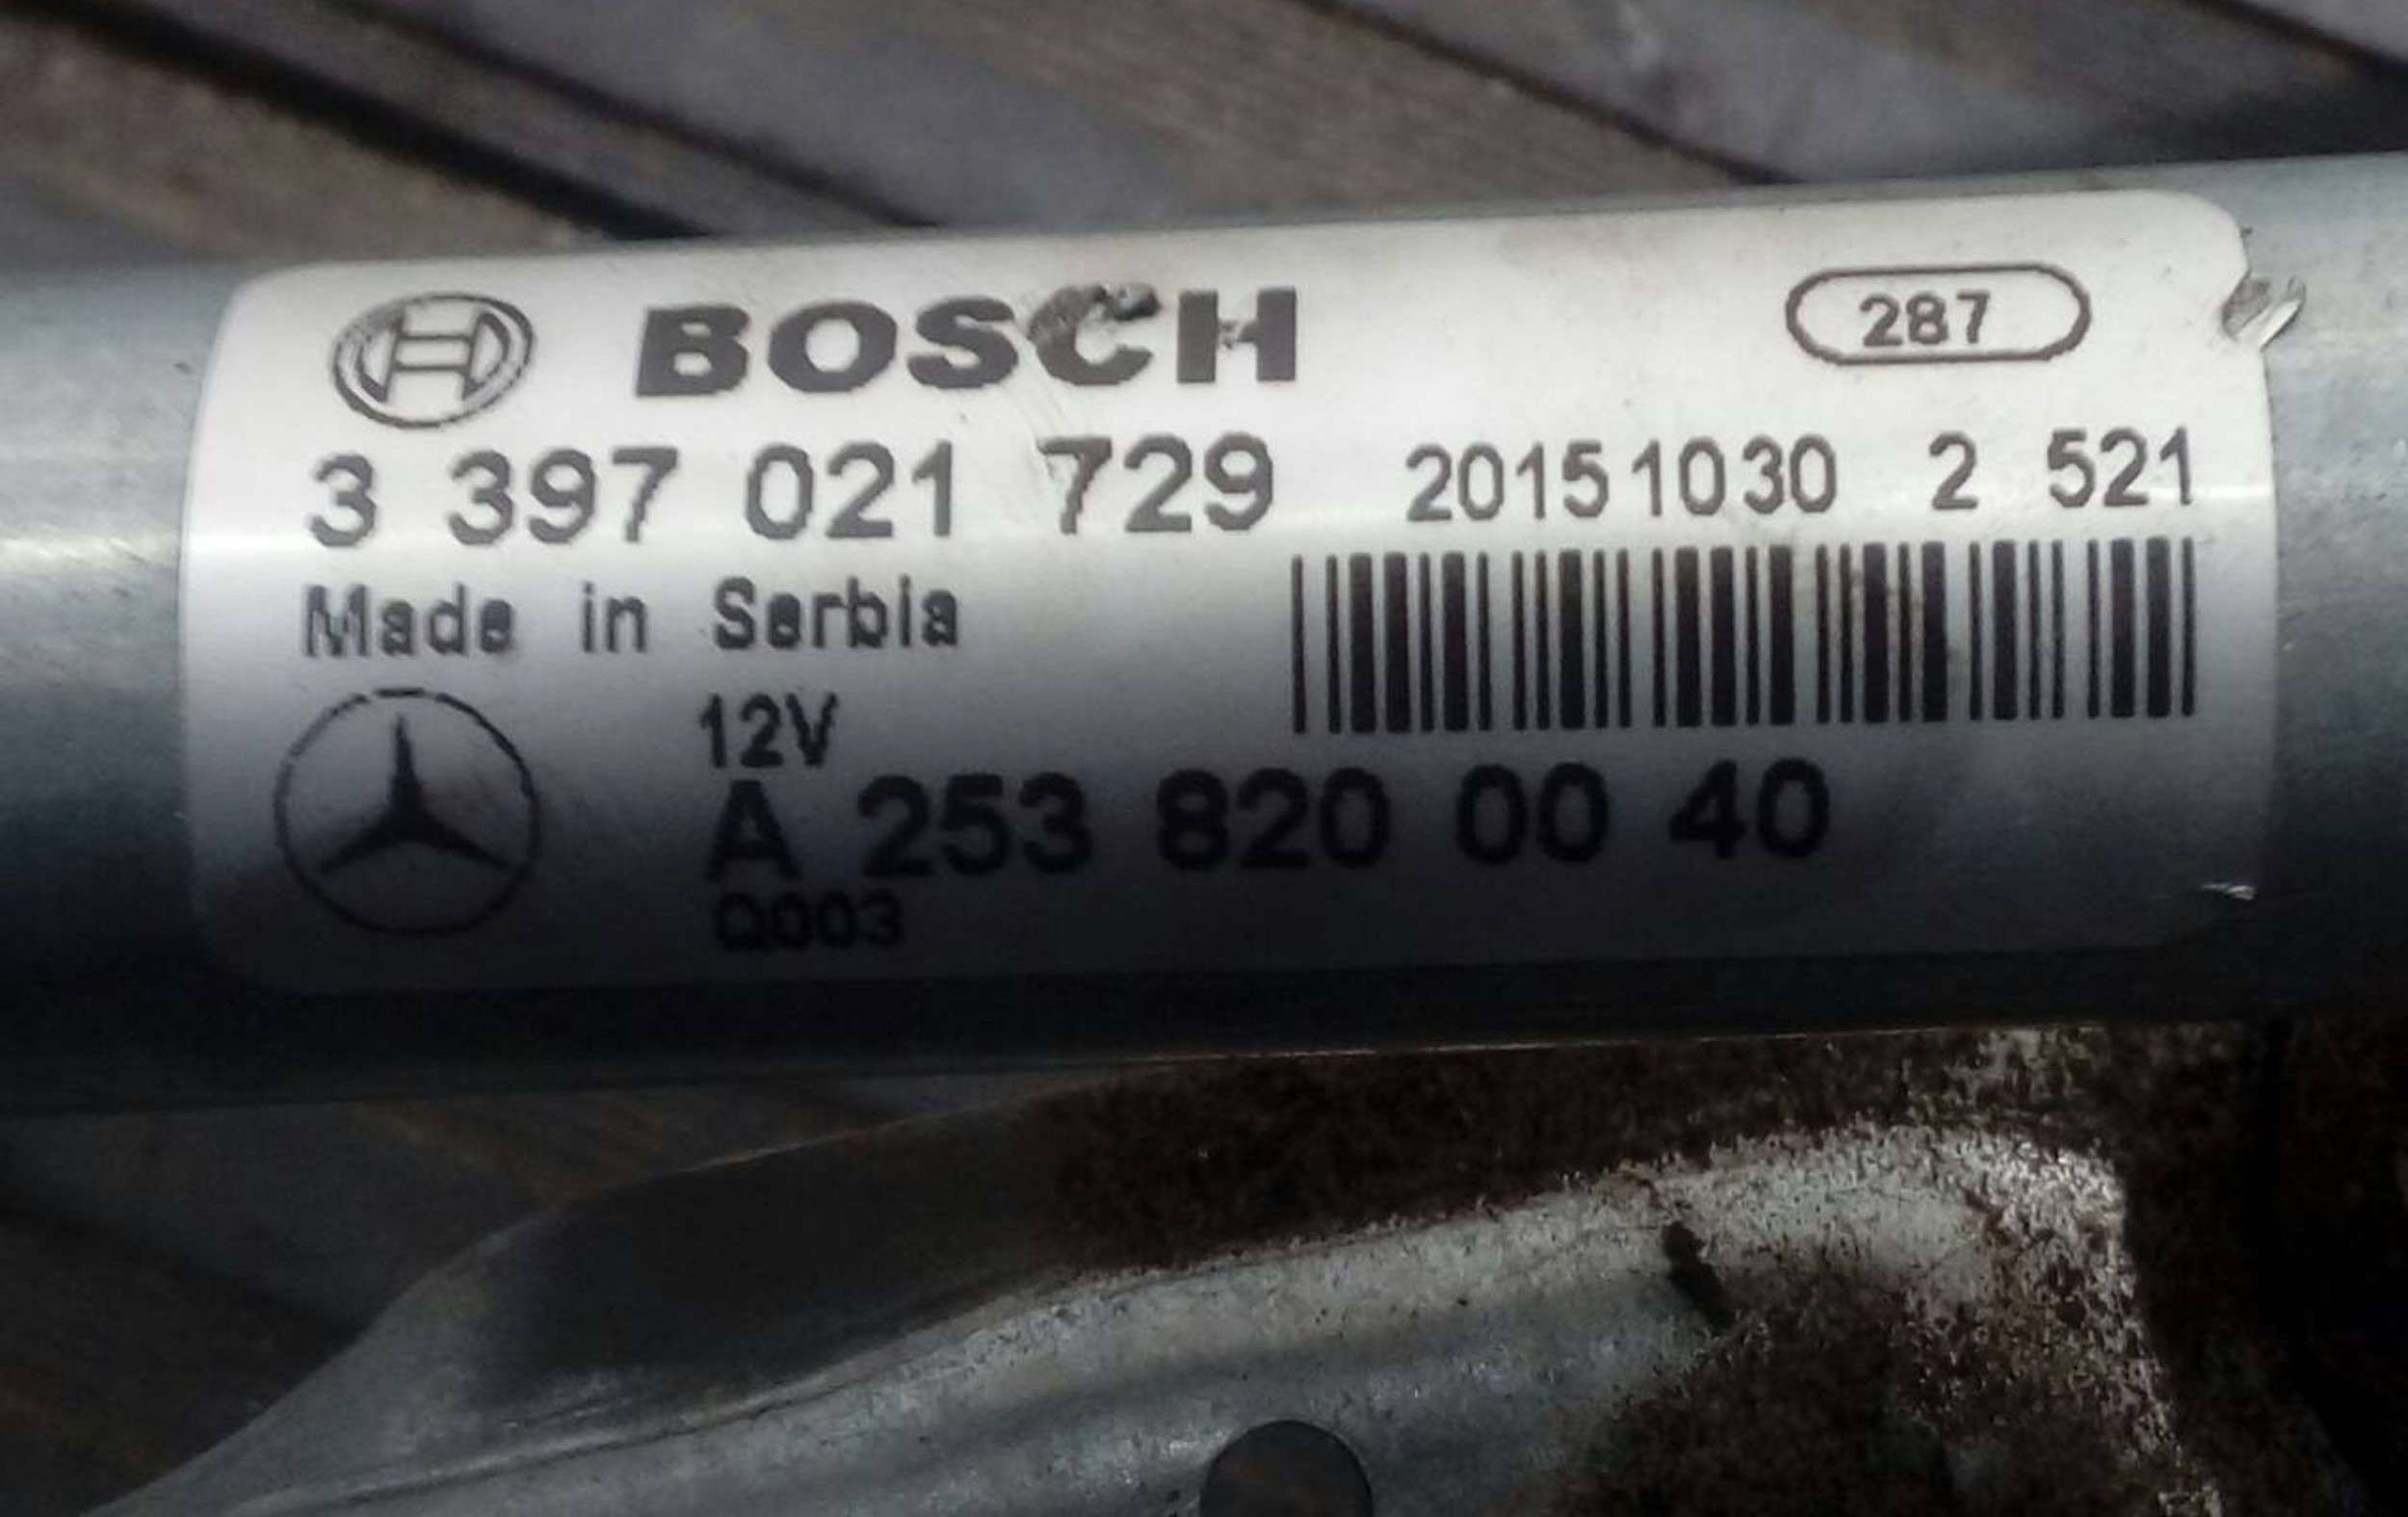 BOSCH 287
3 397 021 729 20151030 2 521
Made in Serbia
12V
A 253 820 00 40
Q003